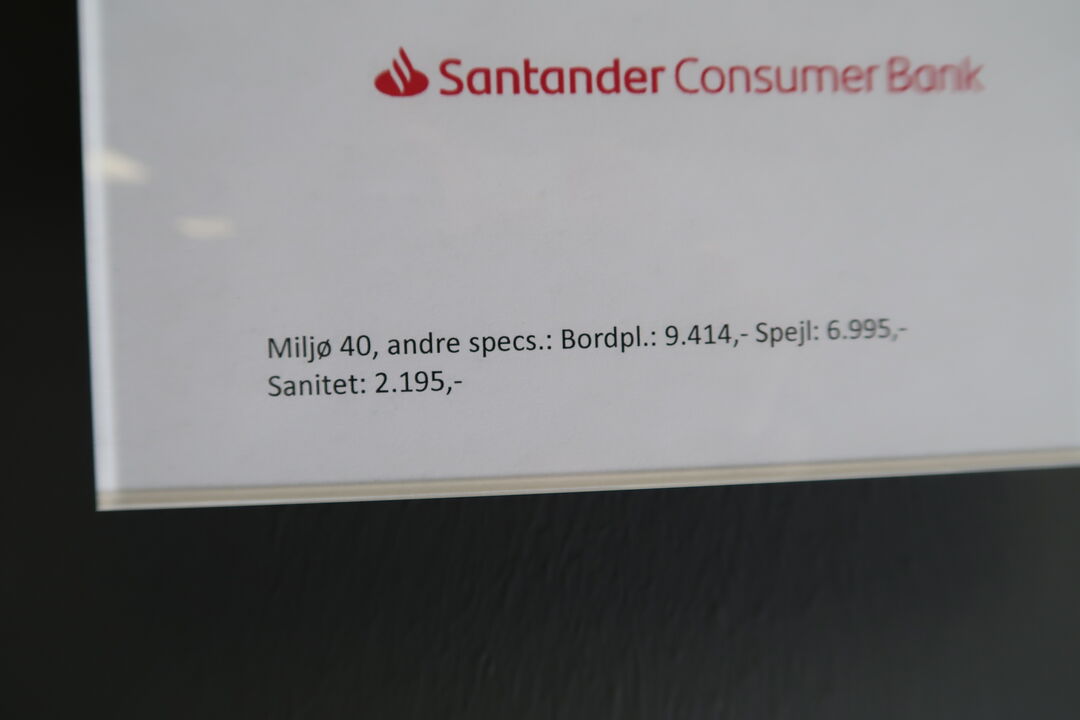 Santander Consumer Bank
Miljø 40, andre specs.: Bordpl.: 9.414,- Spejl: 6.995,-
Sanitet: 2.195,-